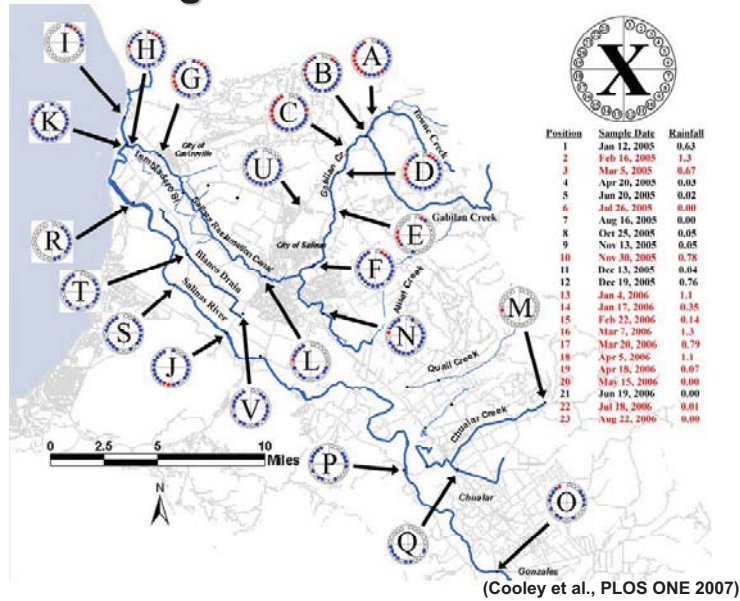 I
H
G
B
A
C
K
X
City of
Castroville
Towne Creek
Tembladero Sl.
U
Gabilan Cr
D
Position Sample Date Rainfall
1 Jan 12, 2005 0.63
2 Feb 16, 2005 1.3
3 Mar 5, 2005 0.67
4 Apr 20, 2005 0.03
5 Jun 20, 2005 0.02
6 Jul 26, 2005 0.00
7 Aug 16, 2005 0.00
8 Oct 25, 2005 0.05
9 Nov 13, 2005 0.05
10 Nov 30, 2005 0.78
11 Dec 13, 2005 0.04
12 Dec 19, 2005 0.76
13 Jan 4, 2006 1.1
14 Jan 17, 2006 0.35
15 Feb 22, 2006 0.14
16 Mar 7, 2006 1.3
17 Mar 20, 2006 0.79
18 Apr 5, 2006 1.1
19 Apr 18, 2006 0.07
20 May 15, 2006 0.00
21 Jun 19, 2006 0.00
22 Jul 18, 2006 0.01
23 Aug 22, 2006 0.00
Gabilan Creek
E
R
Reclamation Canal
City of Salinas
F
Blanco Drain
T
Salinas River
Alisal Creek
M
S
N
J
L
Quail Creek
V
Chualar Creek
0 2.5 5 10
Miles
P
N
Chualar
O
Q
Gonzales
(Cooley et al., PLOS ONE 2007)